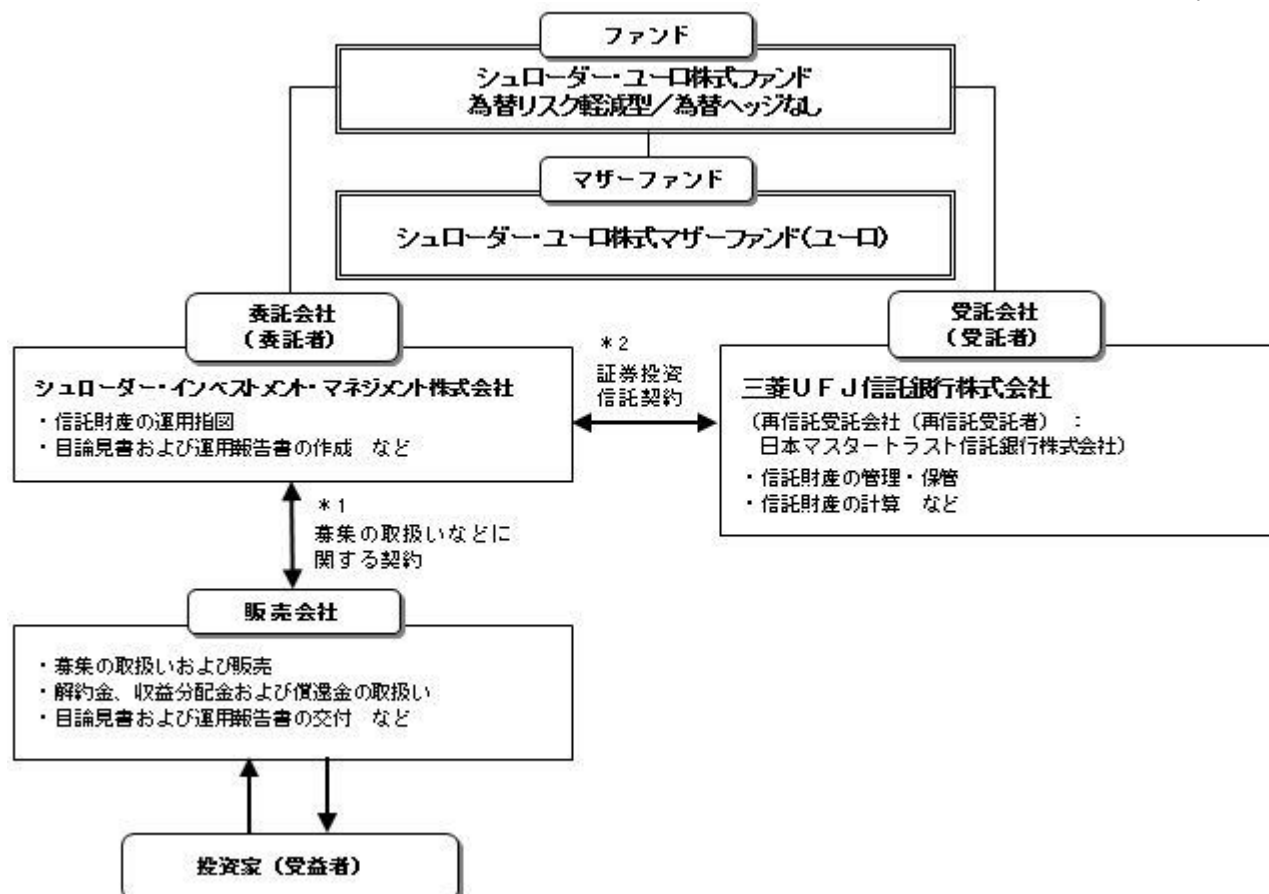 ファンド
シュローダー・ユーロ株式ファンド
為替リスク軽減型/為替ヘッジなし
マザーファンド
シュローダー・ユーロ株式マザーファンド(ユーロ)
委託会社
(委託者)
シュローダー・インベストメント・マネジメント株式会社
・信託財産の運用指図
・目論見書および運用報告書の作成 など
*2
証券投資
信託契約
受託会社
(受託者)
三菱UFJ信託銀行株式会社
(再信託受託会社(再信託受託者) :
日本マスタートラスト信託銀行株式会社)
・信託財産の管理・保管
・信託財産の計算 など
*1
募集の取扱いなどに
関する契約
販売会社
・募集の取扱いおよび販売
・解約金、収益分配金および償還金の取扱い
・目論見書および運用報告書の交付 など
投資家(受益者)